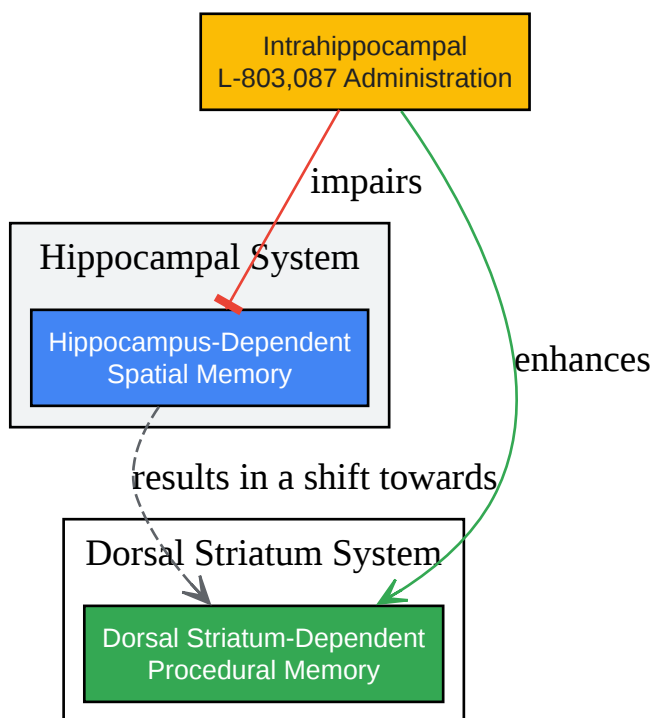 Intrahippocampal
L-803,087 Administration
impairs
Hippocampal System
Hippocampus-Dependent
Spatial Memory
enhances
results in a shift towards
Dorsal Striatum System
Dorsal Striatum-Dependent
Procedural Memory